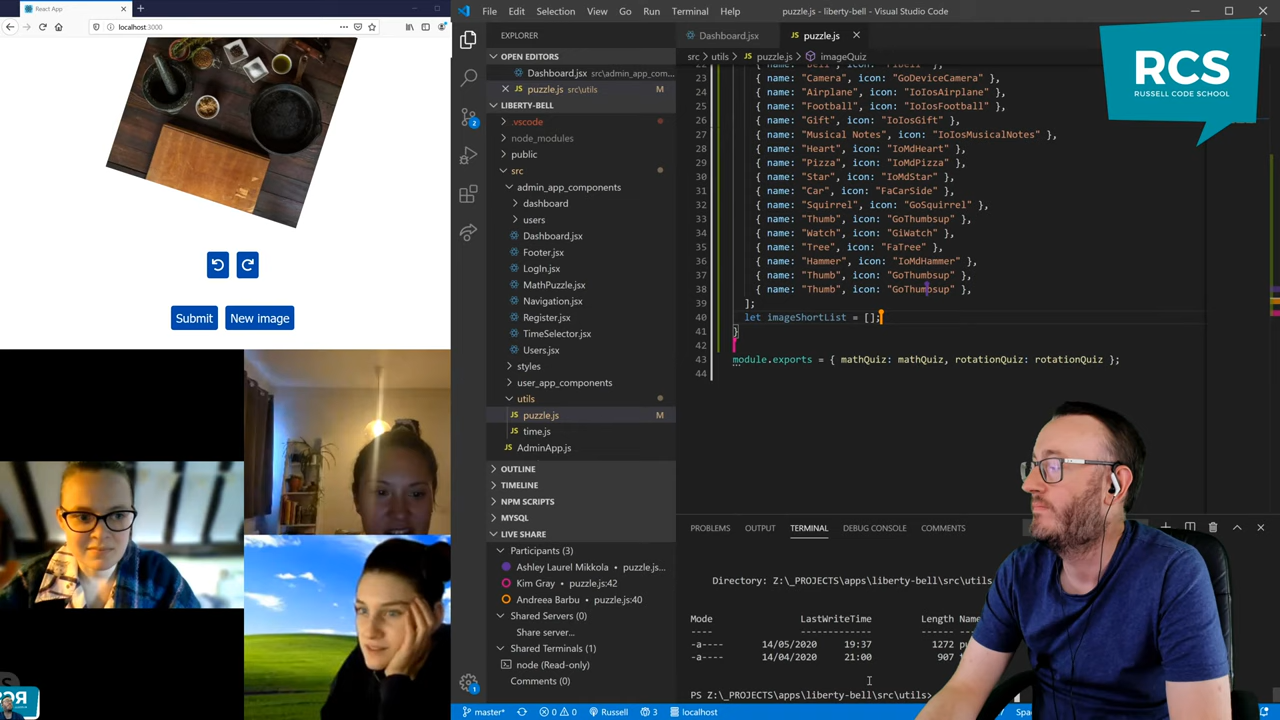 React App
localhost:3000
Submit
New image
RCS
File
Edit
Selection
View
Go
Run
Terminal
Help
puzzle.js - liberty-bell - Visual Studio Code
EXPLORER
OPEN EDITORS
Dashboard.jsx src\admin_app_com...
puzzle.js src\utils M
LIBERTY-BELL
.vscode
node_modules
public
src
admin_app_components
dashboard
users
Dashboard.jsx
Footer.jsx
LogIn.jsx
MathPuzzle.jsx
Navigation.jsx
Register.jsx
TimeSelector.jsx
Users.jsx
styles
user_app_components
utils
puzzle.js M
time.js
AdminApp.js
OUTLINE
TIMELINE
NPM SCRIPTS
MYSQL
LIVE SHARE
Participants (3)
Ashley Laurel Mikkola • puzzle.js...
Kim Gray • puzzle.js:42
Andreea Barbu • puzzle.js:40
Shared Servers (0)
Share server...
Shared Terminals (1)
node (Read-only)
Comments (0)
Dashboard.jsx
puzzle.js
src > utils > puzzle.js > imageQuiz
23 { name: "Camera", icon: "GoDeviceCamera" },
24 { name: "Airplane", icon: "IoIosAirplane" },
25 { name: "Football", icon: "IoIosFootball" },
26 { name: "Gift", icon: "IoIosGift" },
27 { name: "Musical Notes", icon: "IoIosMusicalNotes" },
28 { name: "Heart", icon: "IoMdHeart" },
29 { name: "Pizza", icon: "IoMdPizza" },
30 { name: "Star", icon: "IoMdStar" },
31 { name: "Car", icon: "FaCarSide" },
32 { name: "Squirrel", icon: "GoSquirrel" },
33 { name: "Thumb", icon: "GoThumbsup" },
34 { name: "Watch", icon: "GiWatch" },
35 { name: "Tree", icon: "FaTree" },
36 { name: "Hammer", icon: "IoMdHammer" },
37 { name: "Thumb", icon: "GoThumbsup" },
38 { name: "Thumb", icon: "GoThumbsup" },
39 ];
40 let imageShortList = [];
41 }
42
43 module.exports = { mathQuiz: mathQuiz, rotationQuiz: rotationQuiz };
44
RCS
RUSSELL CODE SCHOOL
PROBLEMS
OUTPUT
TERMINAL
DEBUG CONSOLE
COMMENTS
Directory: Z:\_PROJECTS\apps\liberty-bell\src\utils
Mode LastWriteTime Length
-a---- 14/05/2020 19:37 1272
-a---- 14/04/2020 21:00 907
PS Z:\_PROJECTS\apps\liberty-bell\src\utils>
2
1
master*
0
0
Russell
3
localhost